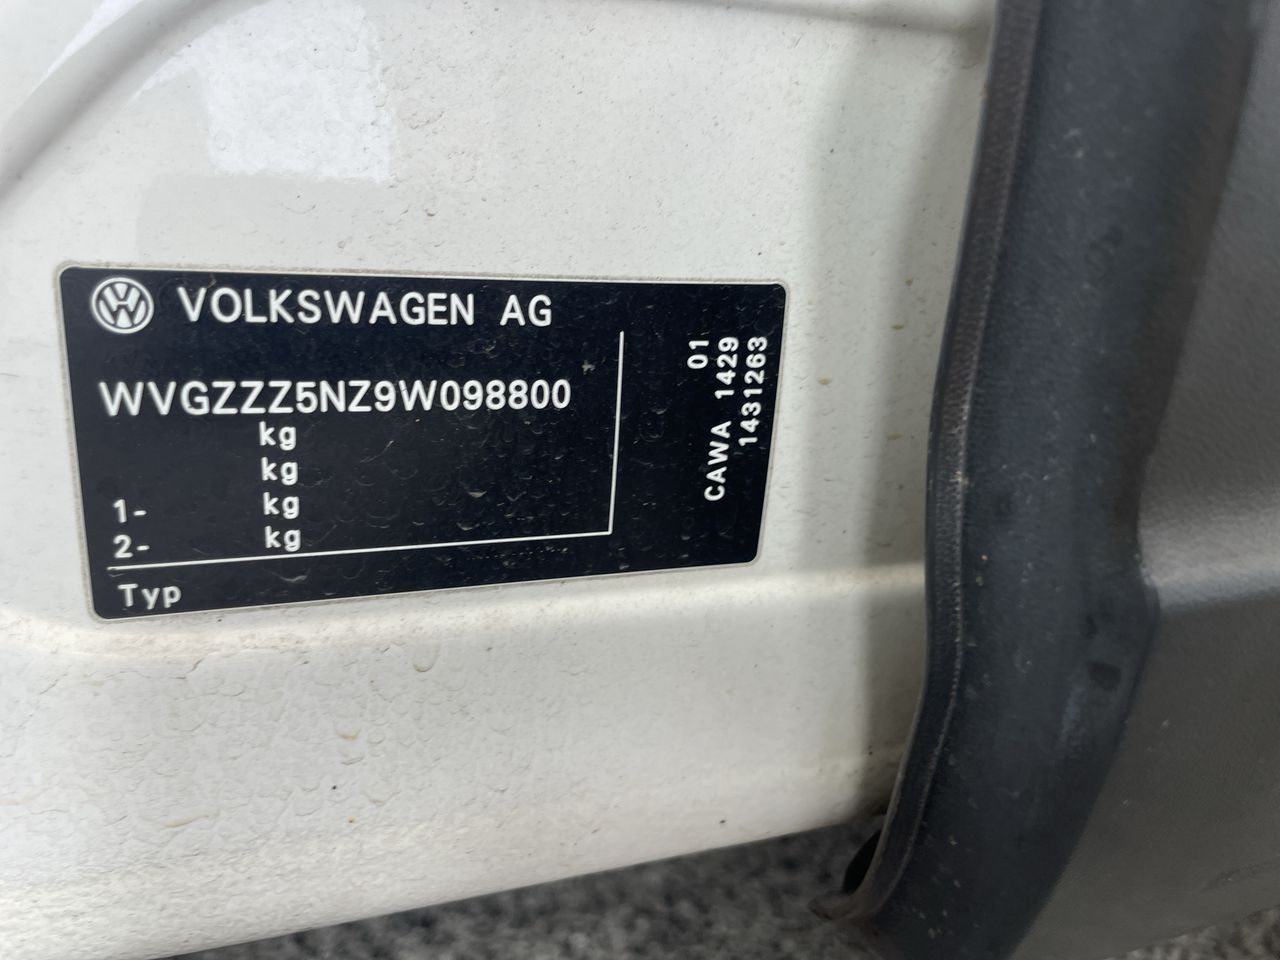 VOLKSWAGEN AG
WVGZZZ5NZ9W098800
kg
kg
1- kg
2- kg
Typ
01
CAWA 1429
1431263